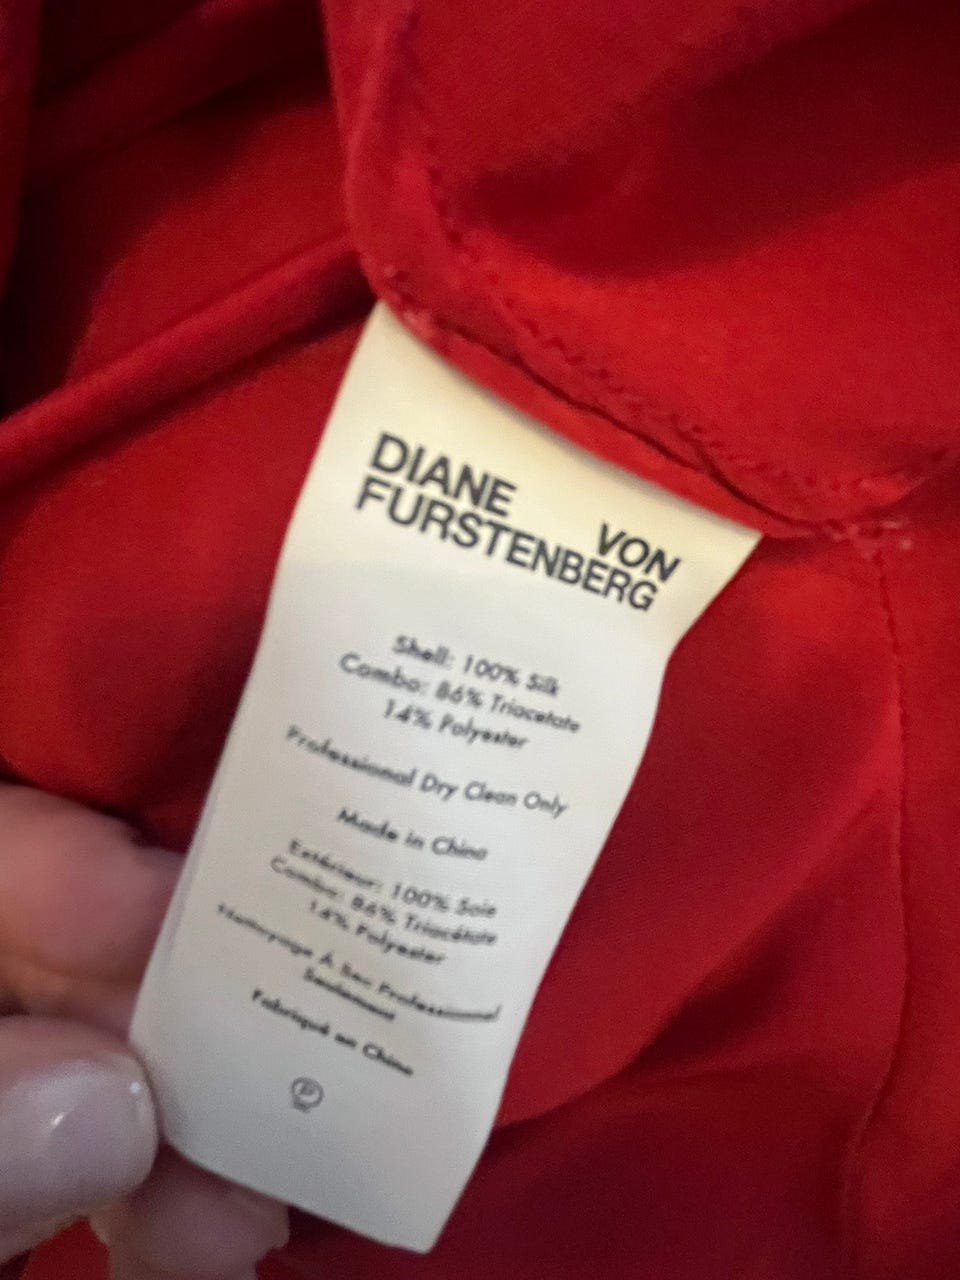 DIANE VON
FURSTENBERG
Shell: 100% Silk
Combo: 86% Triacetate
14% Polyester
Professional Dry Clean Only
Made in China
Extérieur: 100% Soie
Combo: 86% Triacétate
14% Polyester
Nettoyage À Sec Professionnel
Seulement
Fabriqué en Chine
P